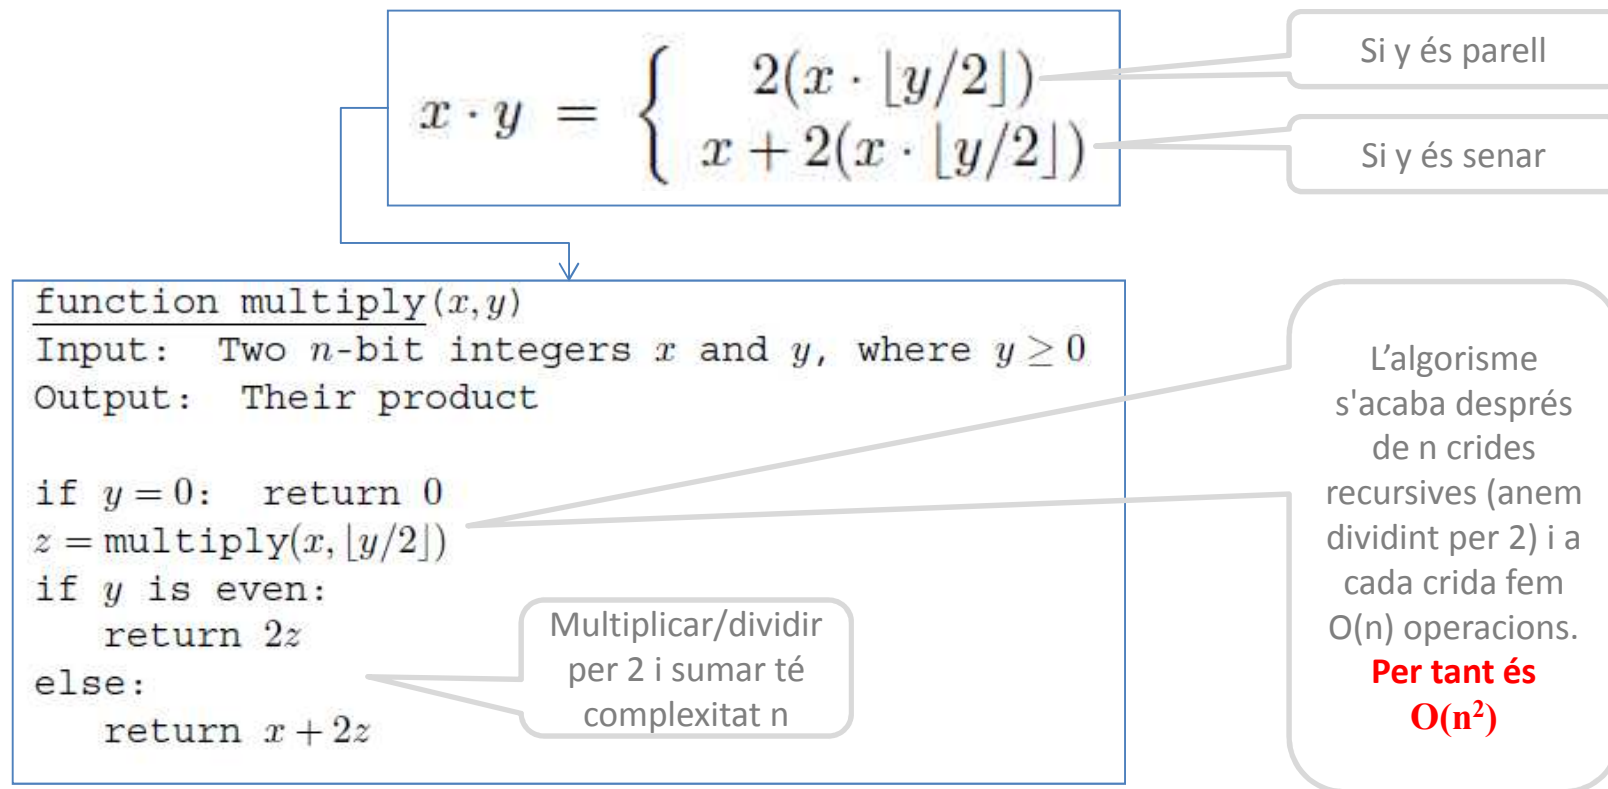 x · y = { 2(x · ⌊y/2⌋)
x + 2(x · ⌊y/2⌋)
Si y és parell
Si y és senar
function multiply(x, y)
Input: Two n-bit integers x and y, where y ≥ 0
Output: Their product
if y = 0: return 0
z = multiply(x, ⌊y/2⌋)
if y is even:
return 2z
else:
return x + 2z
Multiplicar/dividir
per 2 i sumar té
complexitat n
L’algorisme
s'acaba després
de n crides
recursives (anem
dividint per 2) i a
cada crida fem
O(n) operacions.
Per tant és
O(n²)